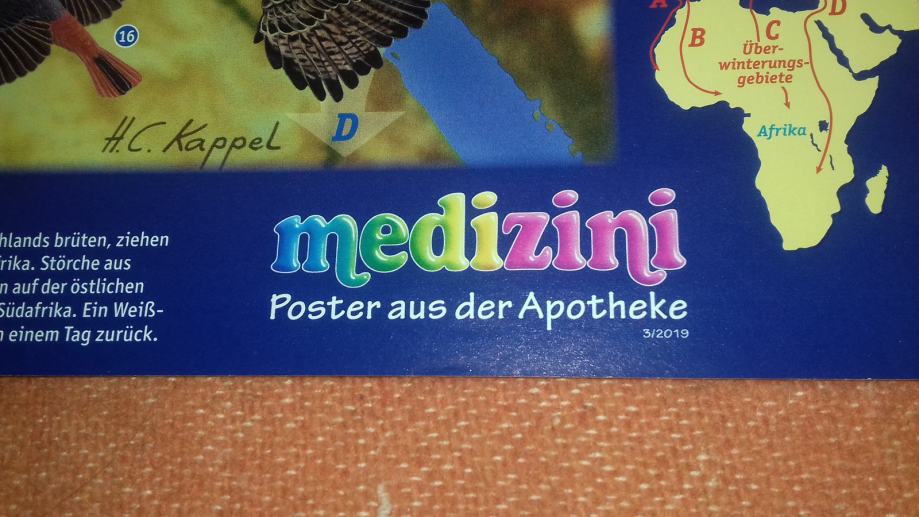 A
B
C
D
Über-
winterungs-
gebiete
Afrika
16
D
H.C. Kappel
hlands brüten, ziehen
rika. Störche aus
n auf der östlichen
Südafrika. Ein Weiß-
n einem Tag zurück.
medizini
Poster aus der Apotheke
3/2019